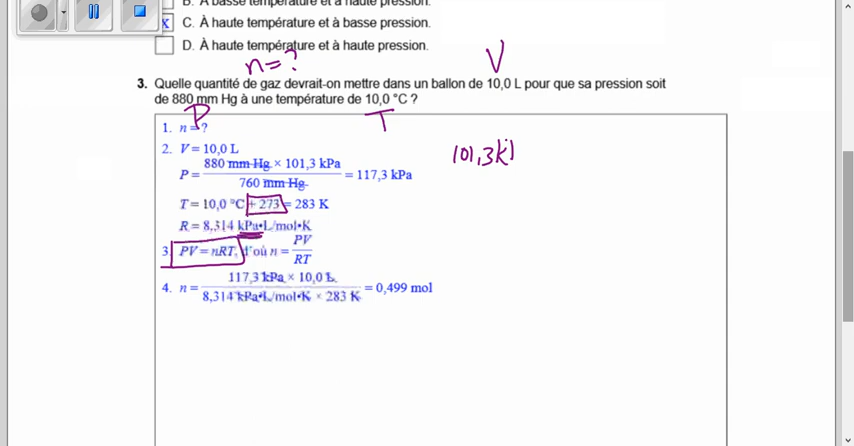 B. À basse température et à haute pression.
X C. À haute température et à basse pression.
D. À haute température et à haute pression.
n=? V
3. Quelle quantité de gaz devrait-on mettre dans un ballon de 10,0 L pour que sa pression soit
de 880 mm Hg à une température de 10,0 °C ?
P T
1. n = ?
2. V = 10,0 L
101,3k
P = 880 mm Hg × 101,3 kPa / 760 mm Hg = 117,3 kPa
T = 10,0 °C + 273 = 283 K
R = 8,314 kPa•L/mol•K
3. PV = nRT, d'où n = PV / RT
4. n = 117,3 kPa × 10,0 L / 8,314 kPa•L/mol•K × 283 K = 0,499 mol